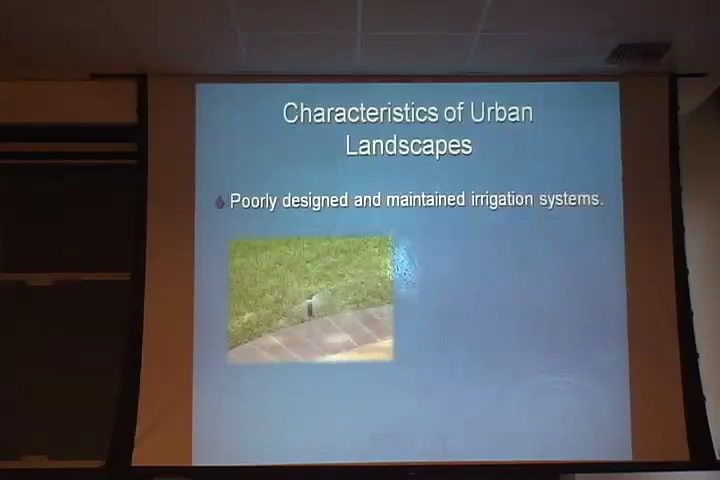 Characteristics of Urban
Landscapes
Poorly designed and maintained irrigation systems.